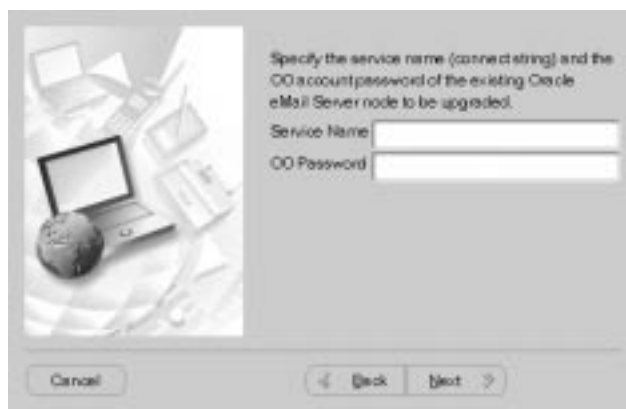 Specify the service name (connect string) and the
OO account password of the existing Oracle
eMail Server node to be upgraded.
Service Name
OO Password
Cancel
Back
Next